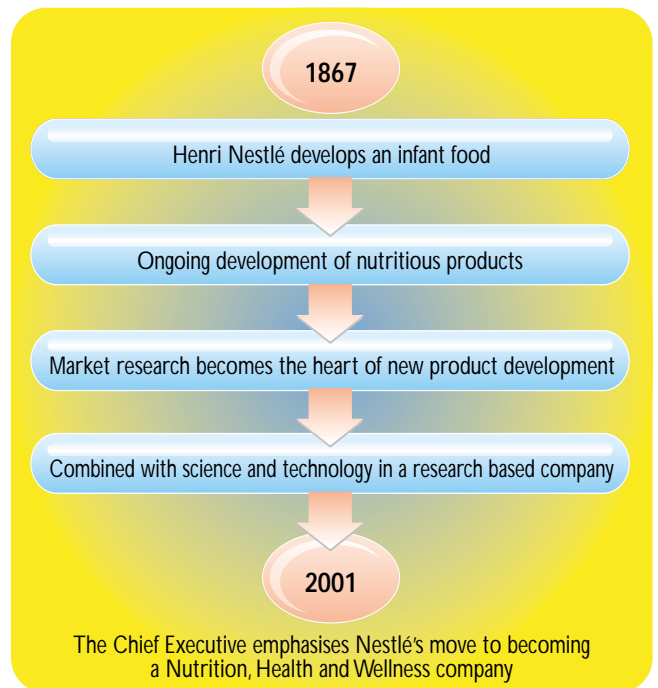 1867
Henri Nestlé develops an infant food
Ongoing development of nutritious products
Market research becomes the heart of new product development
Combined with science and technology in a research based company
2001
The Chief Executive emphasises Nestlé's move to becoming
a Nutrition, Health and Wellness company